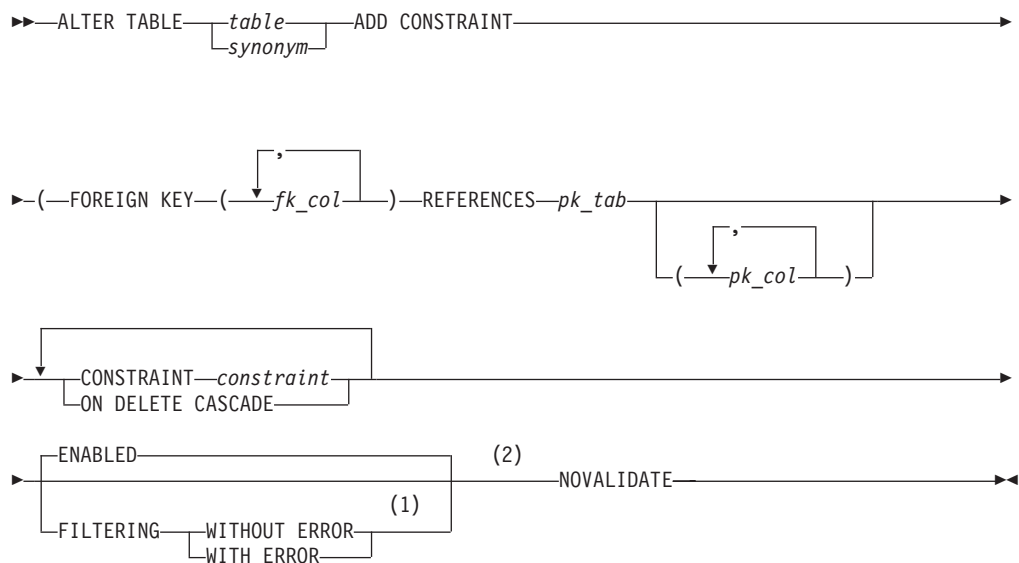 ALTER TABLE table ADD CONSTRAINT
synonym
,
( FOREIGN KEY ( fk_col ) REFERENCES pk_tab
,
( pk_col )
CONSTRAINT constraint
ON DELETE CASCADE
ENABLED (2)
NOVALIDATE
(1)
FILTERING WITHOUT ERROR
WITH ERROR